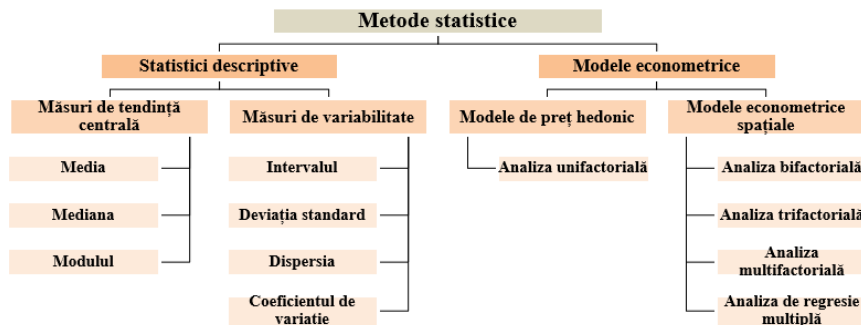 Metode statistice
Statistici descriptive
Modele econometrice
Măsuri de tendință
centrală
Măsuri de variabilitate
Modele de preț hedonic
Modele econometrice
spațiale
Media
Intervalul
Analiza unifactorială
Analiza bifactorială
Mediana
Deviația standard
Analiza trifactorială
Modulul
Dispersia
Analiza
multifactorială
Coeficientul de
variație
Analiza de regresie
multiplă